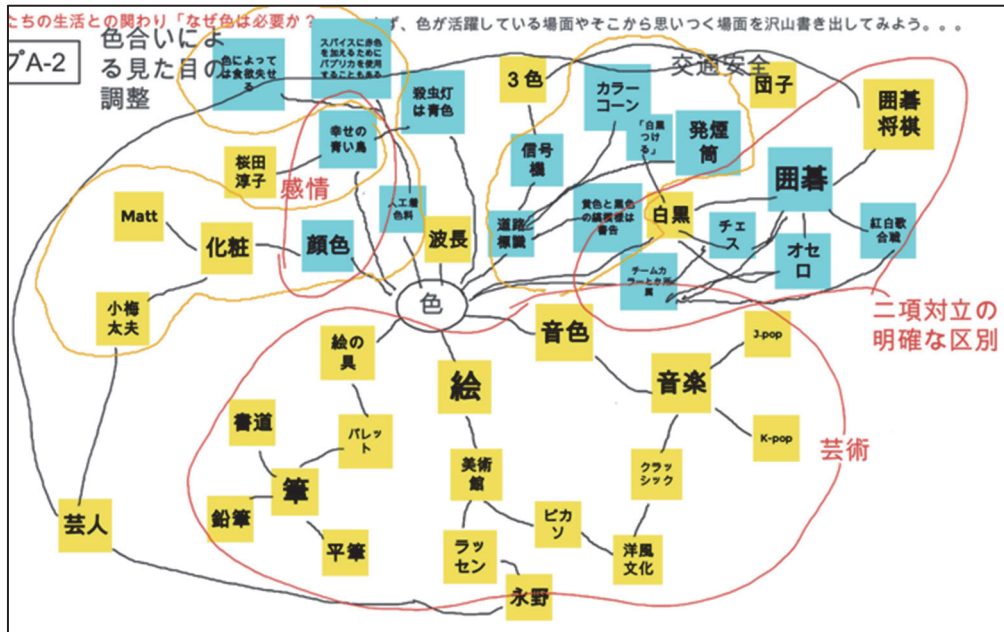 たちの生活との関わり「なぜ色は必要か？
ず、色が活躍している場面やそこから思いつく場面を沢山書き出してみよう。。。
プA-2
色合いによ
る見た目の
調整
色によって
は食欲失せ
る
スパイスに赤色
を加えるために
パプリカを使用
することもある
殺虫灯
は青色
3色
カラー
コーン
交通安全
団子
囲碁
将棋
幸せの
青い鳥
桜田
淳子
感情
信号
機
発煙
筒
囲碁
人工着
色料
Matt
化粧
顔色
波長
道路
標識
黄色と黒色
の縞模様は
警告
白黒
チェ
ス
オセ
ロ
紅白歌
合戦
小梅
太夫
色
二項対立の
明確な区別
絵の
具
音色
J-pop
絵
音楽
書道
パレッ
ト
K-pop
芸術
美術
館
クラッ
シック
筆
鉛筆
ピカ
ソ
芸人
平筆
ラッ
セン
洋風
文化
永野